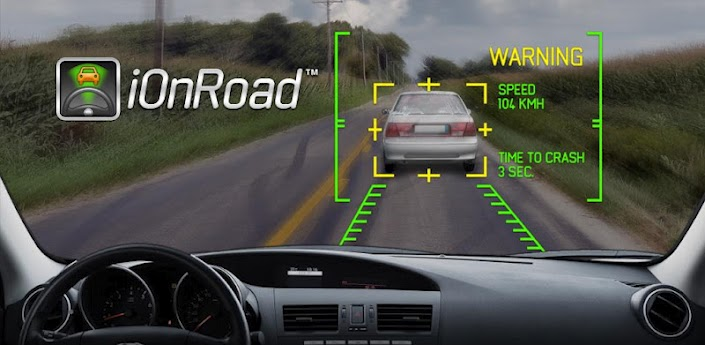 iOnRoad™
WARNING
SPEED
104 KMH
TIME TO CRASH
3 SEC.